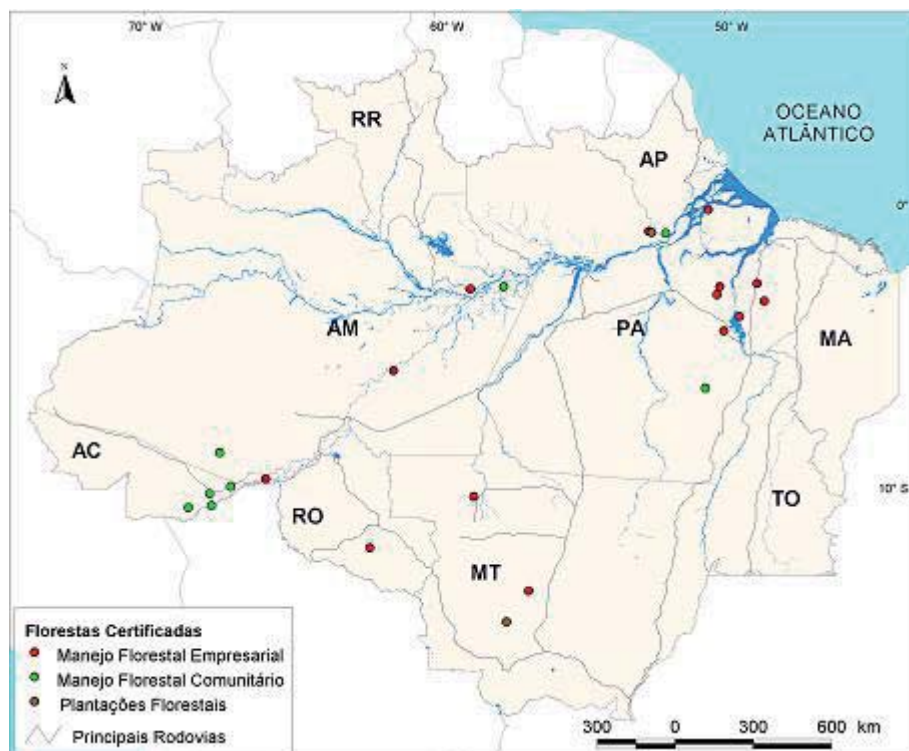 70° W
60° W
50° W
N
OCEANO
ATLÂNTICO
RR
AP
0°
AM
PA
MA
AC
10° S
RO
TO
MT
Florestas Certificadas
Manejo Florestal Empresarial
Manejo Florestal Comunitário
Plantações Florestais
Principais Rodovias
300 0 300 600 km